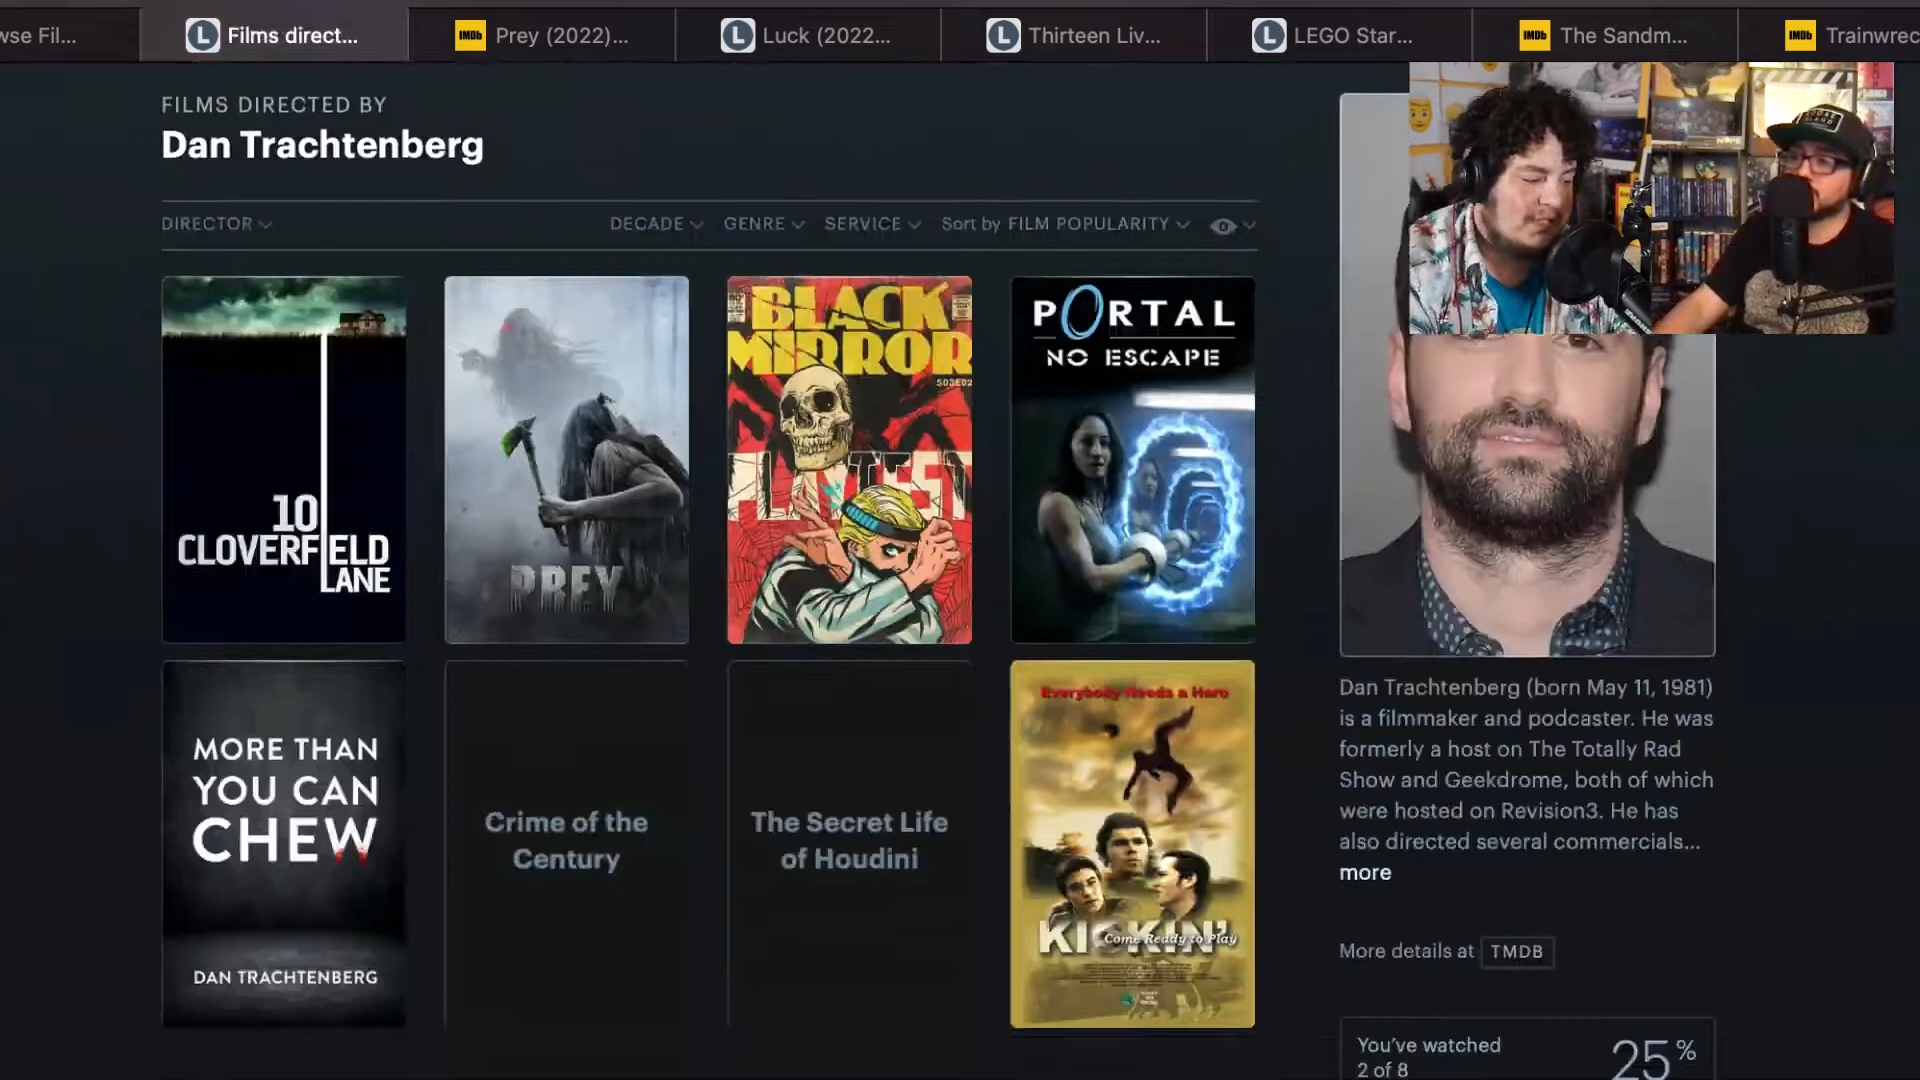 wse Fil...
L Films direct...
IMDb Prey (2022)...
L Luck (2022...
L Thirteen Liv...
L LEGO Star...
IMDb The Sandm...
IMDb Trainwrec
FILMS DIRECTED BY
Dan Trachtenberg
DIRECTOR
DECADE GENRE SERVICE Sort by FILM POPULARITY
10
CLOVERFIELD
LANE
PREY
BLACK
MIRROR
S03E02
PLAYTEST
PORTAL
NO ESCAPE
MORE THAN
YOU CAN
CHEW
DAN TRACHTENBERG
Crime of the
Century
The Secret Life
of Houdini
Everybody Needs a Hero
KICKIN'
Come Ready to Play
Dan Trachtenberg (born May 11, 1981)
is a filmmaker and podcaster. He was
formerly a host on The Totally Rad
Show and Geekdrome, both of which
were hosted on Revision3. He has
also directed several commercials...
more
More details at TMDB
You've watched
2 of 8
25%